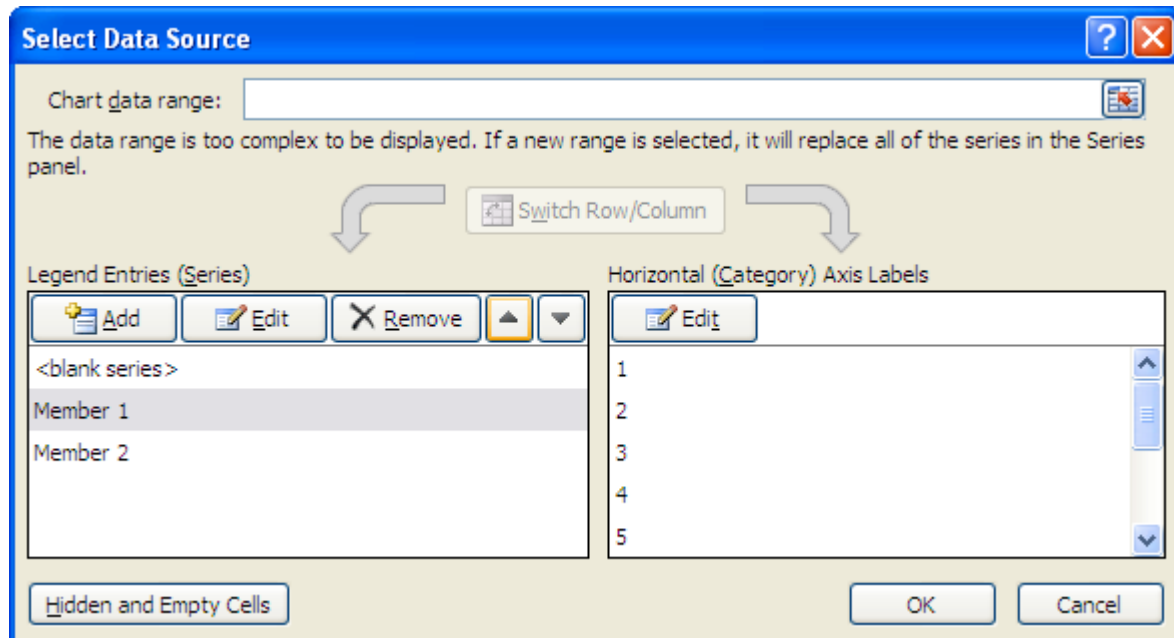 Select Data Source
?
Chart data range:
The data range is too complex to be displayed. If a new range is selected, it will replace all of the series in the Series
panel.
Switch Row/Column
Legend Entries (Series)
Horizontal (Category) Axis Labels
Add Edit Remove
Edit
<blank series>
Member 1
Member 2
1
2
3
4
5
Hidden and Empty Cells
OK
Cancel